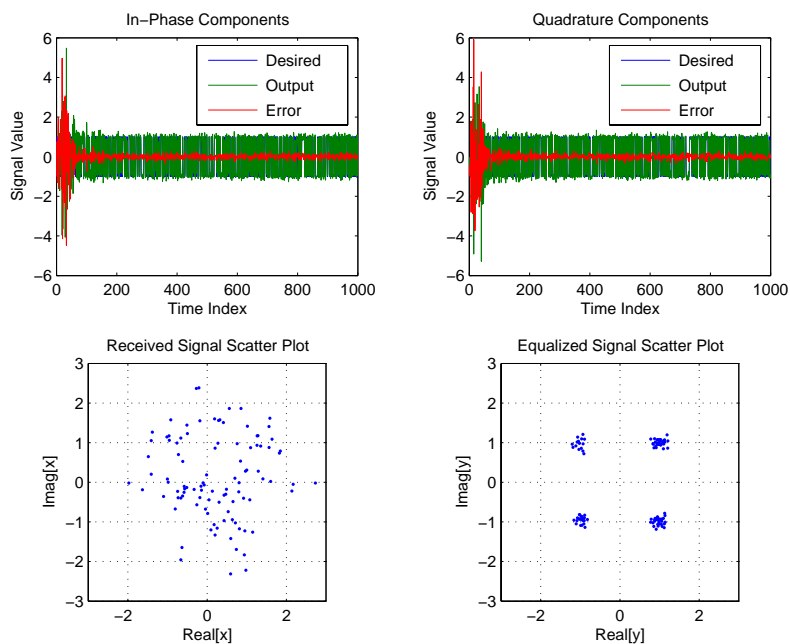 In−Phase Components
6
4
2
0
−2
−4
−6
Signal Value
Desired
Output
Error
0 200 400 600 800 1000
Time Index
Quadrature Components
6
4
2
0
−2
−4
−6
Signal Value
Desired
Output
Error
0 200 400 600 800 1000
Time Index
Received Signal Scatter Plot
3
2
1
0
−1
−2
−3
Imag[x]
−2 0 2
Real[x]
Equalized Signal Scatter Plot
3
2
1
0
−1
−2
−3
Imag[y]
−2 0 2
Real[y]